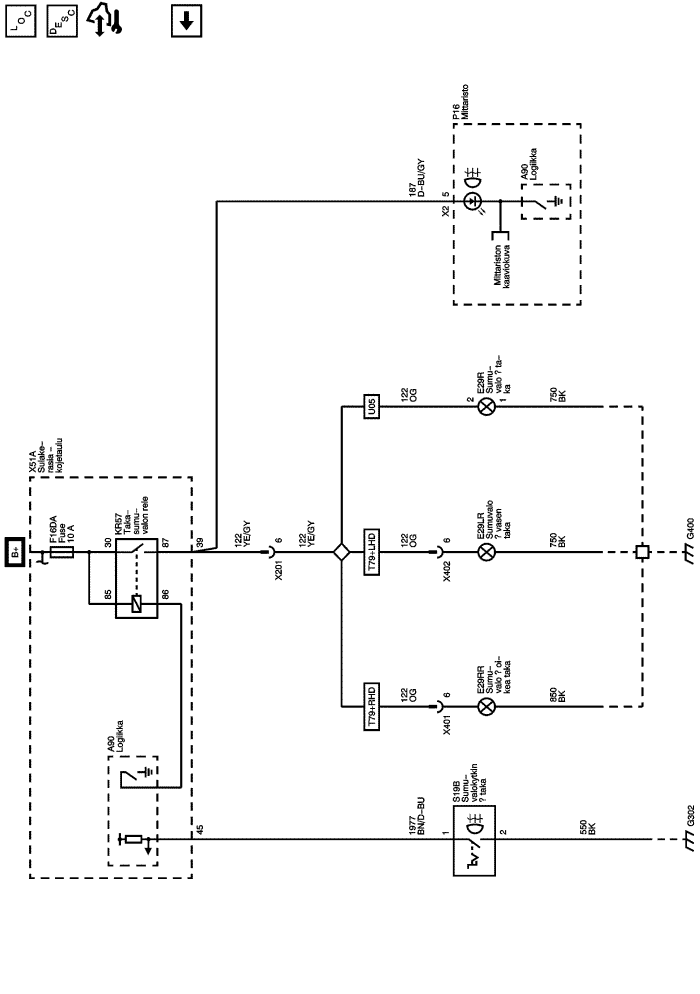 LOC
DESC
P16
Mittaristo
187
D-BU/GY
X2
5
A90
Logiikka
Mittariston
kaaviokuva
X51A
Sulake-
rasia -
kojetaulu
B+
F16DA
Fuse
10 A
KR57
Taka-
sumu-
valon rele
30
87
85
86
39
122
YE/GY
X201
6
122
YE/GY
U05
122
OG
2
E29R
Sumu-
valo ? ta-
ka
1
750
BK
T79+LHD
122
OG
X402
6
E29LR
Sumuvalo
? vasen
taka
750
BK
G400
T79+RHD
122
OG
X401
6
E29RR
Sumu-
valo ? oi-
kea taka
850
BK
A90
Logiikka
45
1977
BN/D-BU
1
S19B
Sumu-
valokytkin
? taka
2
550
BK
G302